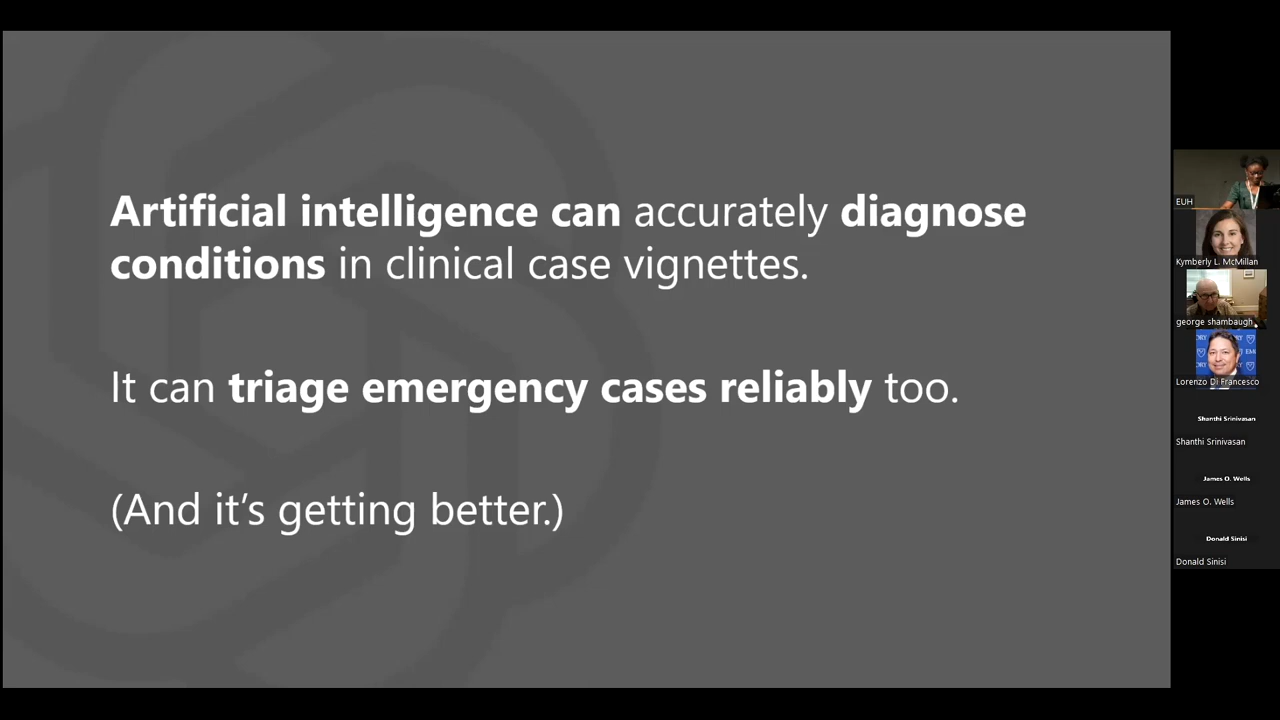 Artificial intelligence can accurately diagnose
conditions in clinical case vignettes.
It can triage emergency cases reliably too.
(And it's getting better.)
EUH
Kymberly L. McMillan
george shambaugh
Lorenzo Di Francesco
Shanthi Srinivasan
Shanthi Srinivasan
James O. Wells
James O. Wells
Donald Sinisi
Donald Sinisi